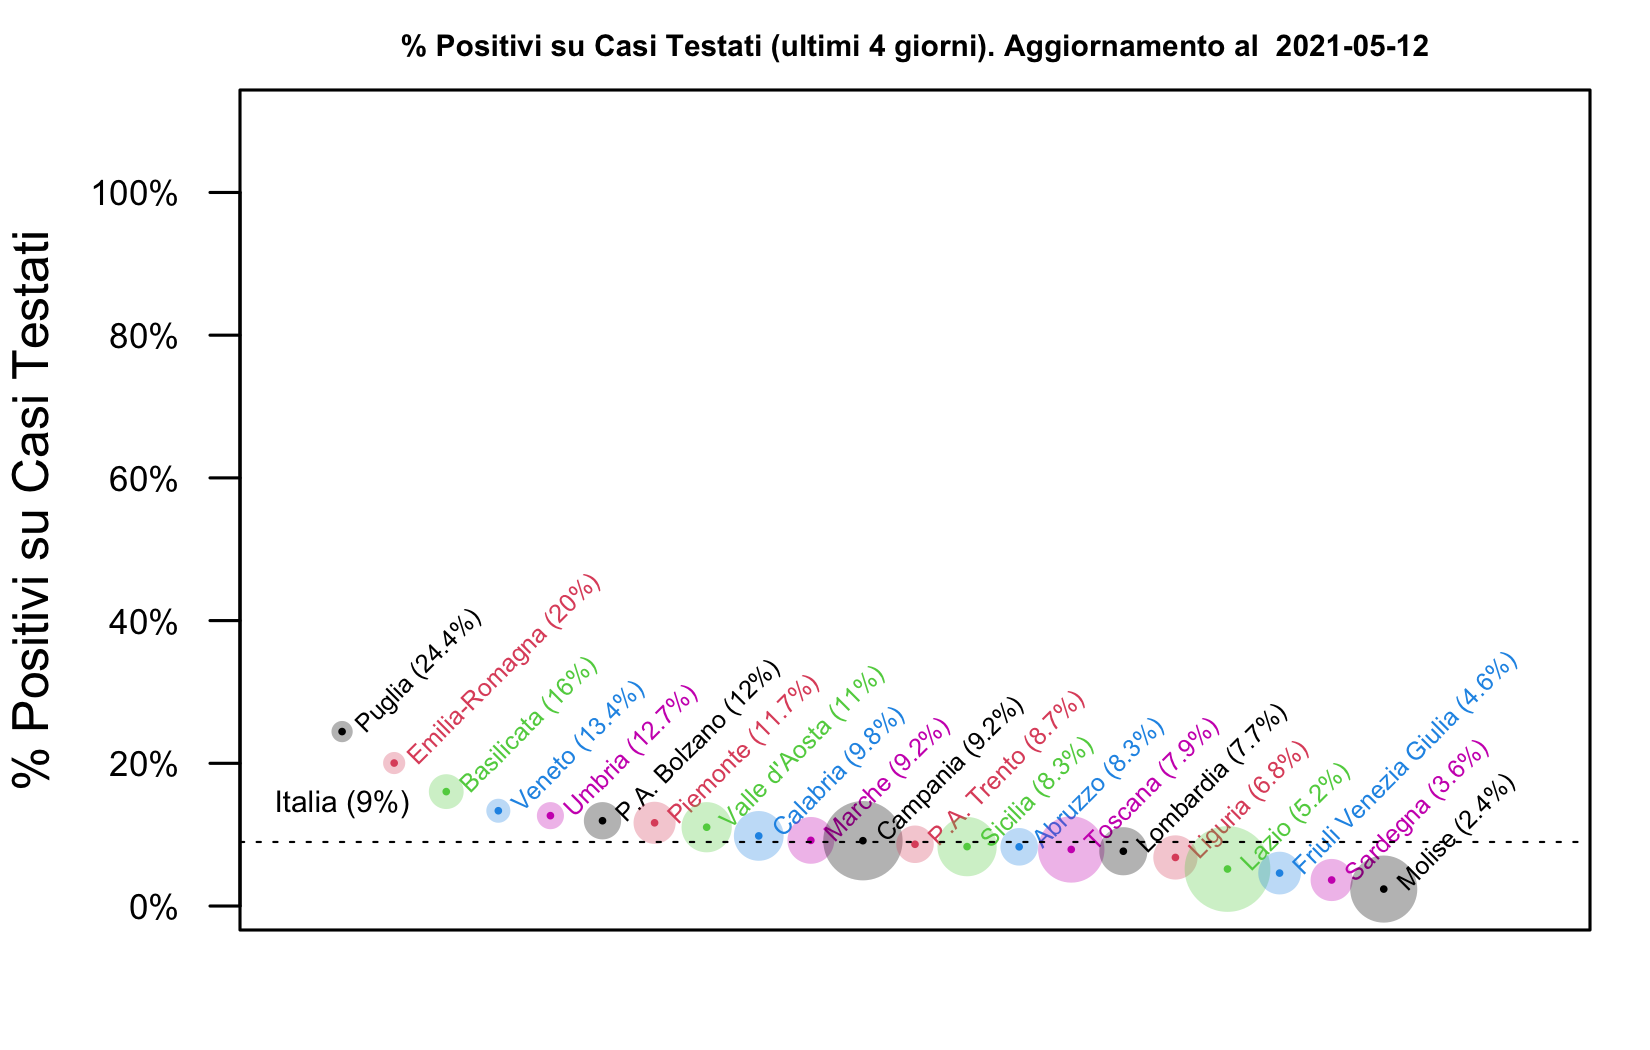 % Positivi su Casi Testati (ultimi 4 giorni). Aggiornamento al  2021-05-12
% Positivi su Casi Testati
100%
80%
60%
40%
20%
0%
Italia (9%)
Puglia (24.4%)
Emilia-Romagna (20%)
Basilicata (16%)
Veneto (13.4%)
Umbria (12.7%)
P.A. Bolzano (12%)
Piemonte (11.7%)
Valle d'Aosta (11%)
Calabria (9.8%)
Marche (9.2%)
Campania (9.2%)
P.A. Trento (8.7%)
Sicilia (8.3%)
Abruzzo (8.3%)
Toscana (7.9%)
Lombardia (7.7%)
Liguria (6.8%)
Lazio (5.2%)
Friuli Venezia Giulia (4.6%)
Sardegna (3.6%)
Molise (2.4%)